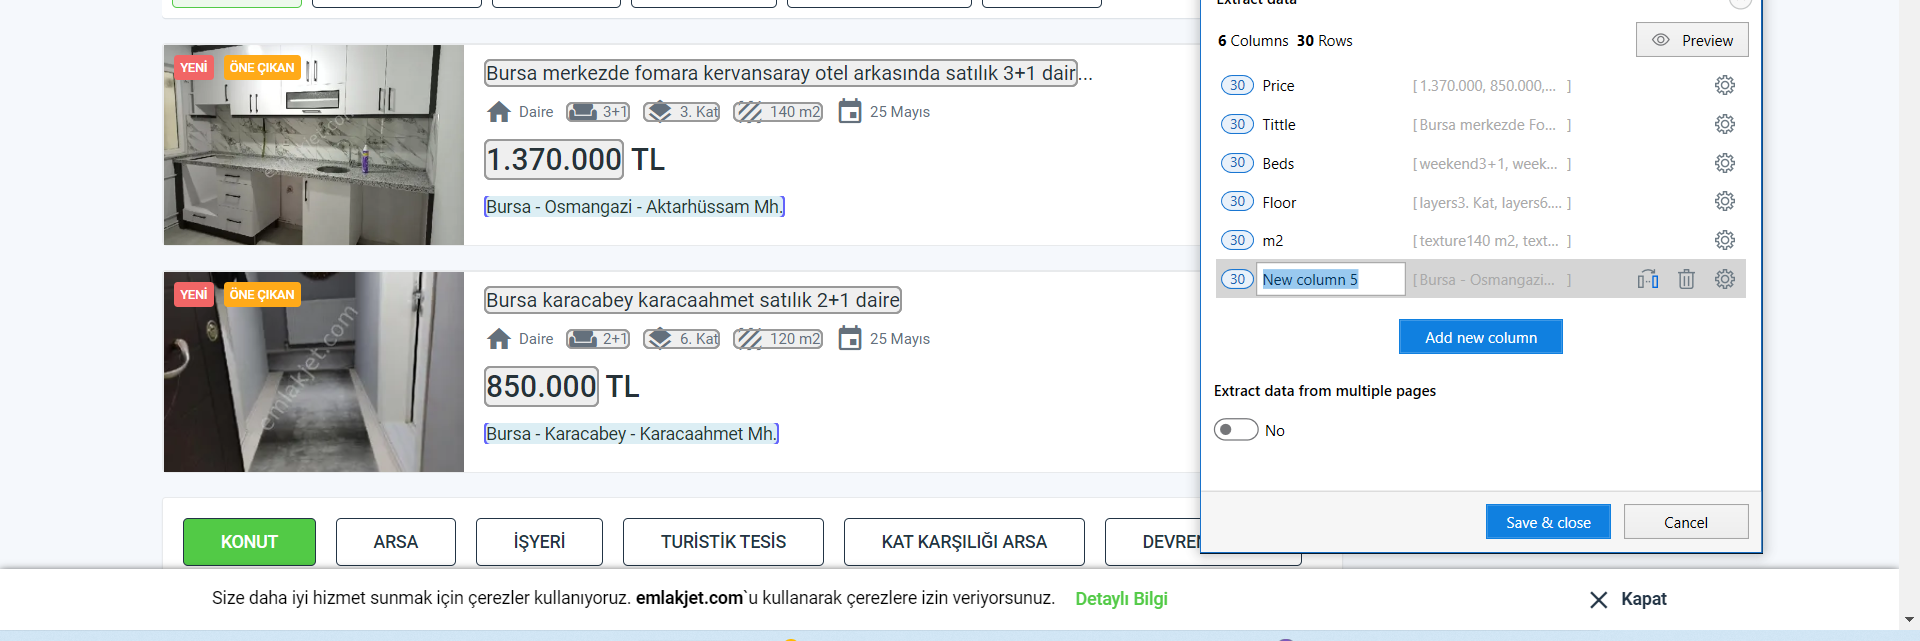 YENİ
ÖNE ÇIKAN
emlakjet.com
Bursa merkezde fomara kervansaray otel arkasında satılık 3+1 dair...
Daire 3+1 3. Kat 140 m2 25 Mayıs
1.370.000 TL
Bursa - Osmangazi - Aktarhüssam Mh.
YENİ
ÖNE ÇIKAN
emlakjet.com
Bursa karacabey karacaahmet satılık 2+1 daire
Daire 2+1 6. Kat 120 m2 25 Mayıs
850.000 TL
Bursa - Karacabey - Karacaahmet Mh.
KONUT
ARSA
İŞYERİ
TURİSTİK TESİS
KAT KARŞILIĞI ARSA
Extract data
6 Columns 30 Rows
Preview
30 Price [ 1.370.000, 850.000,... ]
30 Tittle [ Bursa merkezde Fo... ]
30 Beds [ weekend3+1, week... ]
30 Floor [ layers3. Kat, layers6.... ]
30 m2 [ texture140 m2, text... ]
30 New column 5 [ Bursa - Osmangazi... ]
Add new column
Extract data from multiple pages
No
Save & close
Cancel
Size daha iyi hizmet sunmak için çerezler kullanıyoruz. emlakjet.com`u kullanarak çerezlere izin veriyorsunuz. Detaylı Bilgi
Kapat